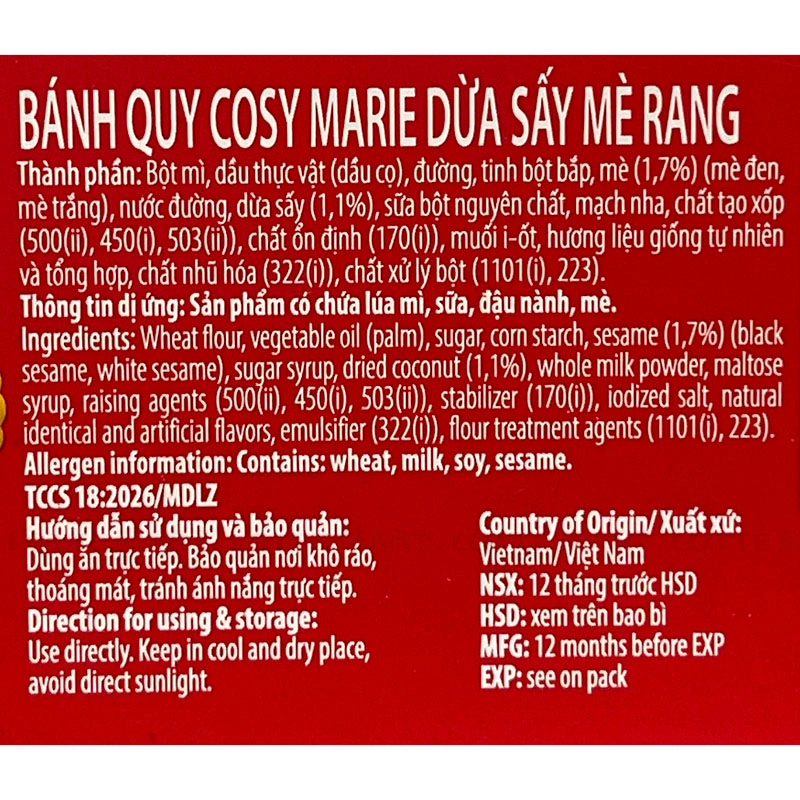 BÁNH QUY COSY MARIE DỪA SẤY MÈ RANG
Thành phần: Bột mì, dầu thực vật (dầu cọ), đường, tinh bột bắp, mè (1,7%) (mè đen,
mè trắng), nước đường, dừa sấy (1,1%), sữa bột nguyên chất, mạch nha, chất tạo xốp
(500(ii), 450(i), 503(ii)), chất ổn định (170(i)), muối i-ốt, hương liệu giống tự nhiên
và tổng hợp, chất nhũ hóa (322(i)), chất xử lý bột (1101(i), 223).
Thông tin dị ứng: Sản phẩm có chứa lúa mì, sữa, đậu nành, mè.
Ingredients: Wheat flour, vegetable oil (palm), sugar, corn starch, sesame (1,7%) (black
sesame, white sesame), sugar syrup, dried coconut (1,1%), whole milk powder, maltose
syrup, raising agents (500(ii), 450(i), 503(ii)), stabilizer (170(i)), iodized salt, natural
identical and artificial flavors, emulsifier (322(i)), flour treatment agents (1101(i), 223).
Allergen information: Contains: wheat, milk, soy, sesame.
TCCS 18:2026/MDLZ
Hướng dẫn sử dụng và bảo quản:
Dùng ăn trực tiếp. Bảo quản nơi khô ráo,
thoáng mát, tránh ánh nắng trực tiếp.
Direction for using & storage:
Use directly. Keep in cool and dry place,
avoid direct sunlight.
Country of Origin/ Xuất xứ:
Vietnam/ Việt Nam
NSX: 12 tháng trước HSD
HSD: xem trên bao bì
MFG: 12 months before EXP
EXP: see on pack